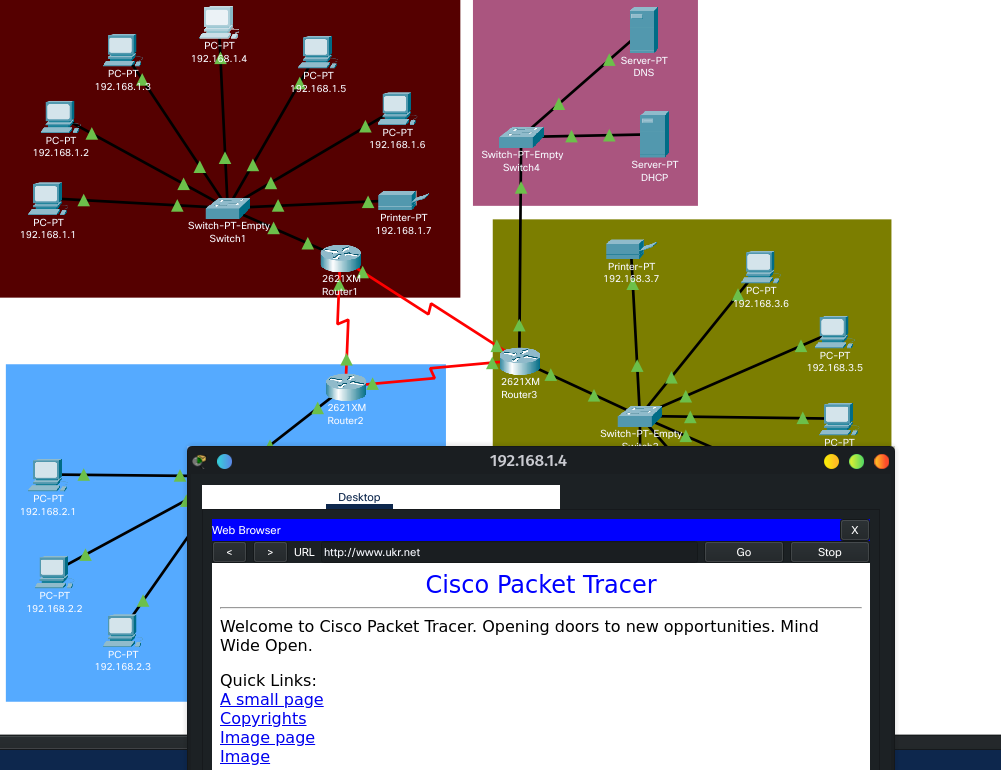 PC-PT
192.168.1.4
PC-PT
192.168.1.3
PC-PT
192.168.1.5
PC-PT
192.168.1.2
PC-PT
192.168.1.6
PC-PT
192.168.1.1
Switch-PT-Empty
Switch1
Printer-PT
192.168.1.7
2621XM
Router1
Server-PT
DNS
Switch-PT-Empty
Switch4
Server-PT
DHCP
Printer-PT
192.168.3.7
PC-PT
192.168.3.6
PC-PT
192.168.3.5
2621XM
Router3
Switch-PT-Empty
PC-PT
2621XM
Router2
PC-PT
192.168.2.1
PC-PT
192.168.2.2
PC-PT
192.168.2.3
192.168.1.4
Desktop
Web Browser
X
< > URL http://www.ukr.net Go Stop
Cisco Packet Tracer
Welcome to Cisco Packet Tracer. Opening doors to new opportunities. Mind
Wide Open.
Quick Links:
A small page
Copyrights
Image page
Image